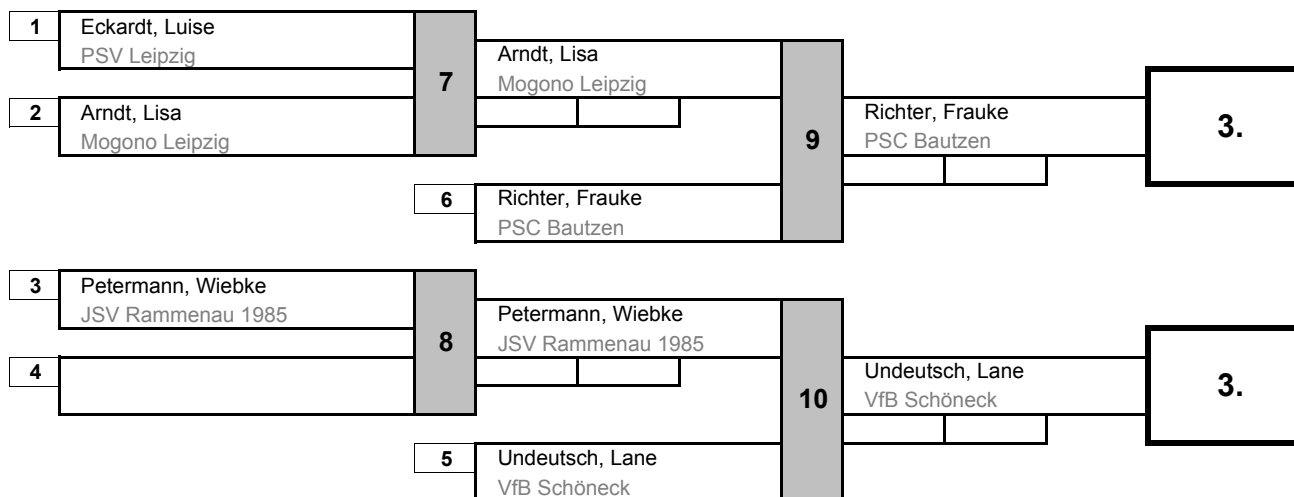 1 Eckardt, Luise
PSV Leipzig
7
Arndt, Lisa
Mogono Leipzig
2 Arndt, Lisa
Mogono Leipzig
9
Richter, Frauke
PSC Bautzen
3.
6 Richter, Frauke
PSC Bautzen
3 Petermann, Wiebke
JSV Rammenau 1985
8
Petermann, Wiebke
JSV Rammenau 1985
4
10
Undeutsch, Lane
VfB Schöneck
3.
5 Undeutsch, Lane
VfB Schöneck